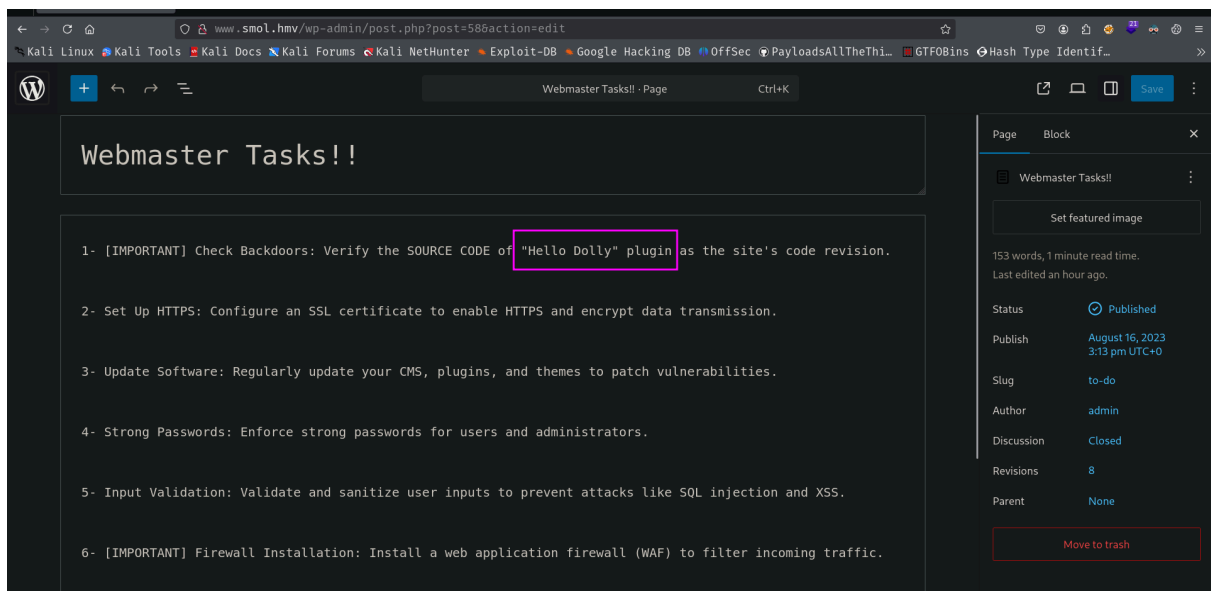 www.smol.hmv/wp-admin/post.php?post=58&action=edit
21
Kali Linux Kali Tools Kali Docs Kali Forums Kali NetHunter Exploit-DB Google Hacking DB OffSec PayloadsAllTheThi… GTFOBins Hash Type Identif…
Webmaster Tasks!! · Page Ctrl+K
Save
Page Block
Webmaster Tasks!!
Webmaster Tasks!!
Set featured image
1- [IMPORTANT] Check Backdoors: Verify the SOURCE CODE of "Hello Dolly" plugin as the site's code revision.
2- Set Up HTTPS: Configure an SSL certificate to enable HTTPS and encrypt data transmission.
3- Update Software: Regularly update your CMS, plugins, and themes to patch vulnerabilities.
4- Strong Passwords: Enforce strong passwords for users and administrators.
5- Input Validation: Validate and sanitize user inputs to prevent attacks like SQL injection and XSS.
6- [IMPORTANT] Firewall Installation: Install a web application firewall (WAF) to filter incoming traffic.
153 words, 1 minute read time.
Last edited an hour ago.
Status Published
Publish August 16, 2023
3:13 pm UTC+0
Slug to-do
Author admin
Discussion Closed
Revisions 8
Parent None
Move to trash